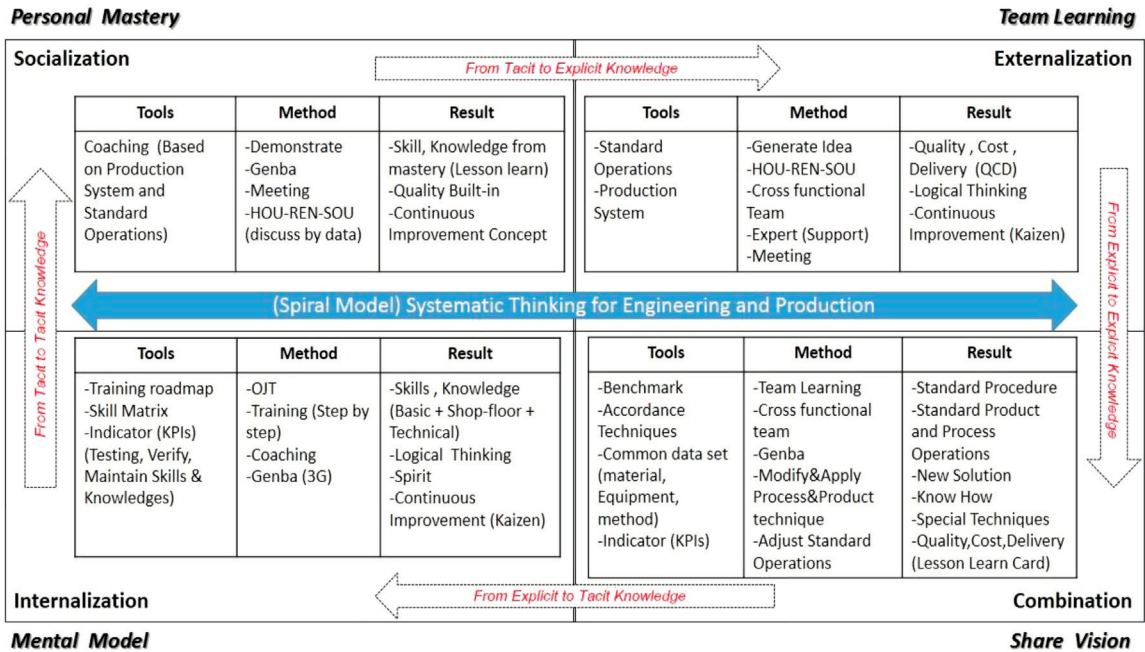 Personal Mastery
Team Learning
Socialization
From Tacit to Explicit Knowledge
Externalization
Tools
Coaching (Based
on Production
System and
Standard
Operations)
Method
-Demonstrate
-Genba
-Meeting
-HOU-REN-SOU
(discuss by data)
Result
-Skill, Knowledge from
mastery (Lesson learn)
-Quality Built-in
-Continuous
Improvement Concept
Tools
-Standard
Operations
-Production
System
Method
-Generate Idea
-HOU-REN-SOU
-Cross functional
Team
-Expert (Support)
-Meeting
Result
-Quality , Cost ,
Delivery (QCD)
-Logical Thinking
-Continuous
Improvement (Kaizen)
From Tacit to Tacit Knowledge
(Spiral Model) Systematic Thinking for Engineering and Production
From Explicit to Explicit Knowledge
Tools
-Training roadmap
-Skill Matrix
-Indicator (KPIs)
(Testing, Verify,
Maintain Skills &
Knowledges)
Method
-OJT
-Training (Step by
step)
-Coaching
-Genba (3G)
Result
-Skills , Knowledge
(Basic + Shop-floor +
Technical)
-Logical Thinking
-Spirit
-Continuous
Improvement (Kaizen)
Tools
-Benchmark
-Accordance
Techniques
-Common data set
(material,
Equipment,
method)
-Indicator (KPIs)
Method
-Team Learning
-Cross functional
team
-Genba
-Modify&Apply
Process&Product
technique
-Adjust Standard
Operations
Result
-Standard Procedure
-Standard Product
and Process
Operations
-New Solution
-Know How
-Special Techniques
-Quality,Cost,Delivery
(Lesson Learn Card)
Internalization
From Explicit to Tacit Knowledge
Combination
Mental Model
Share Vision